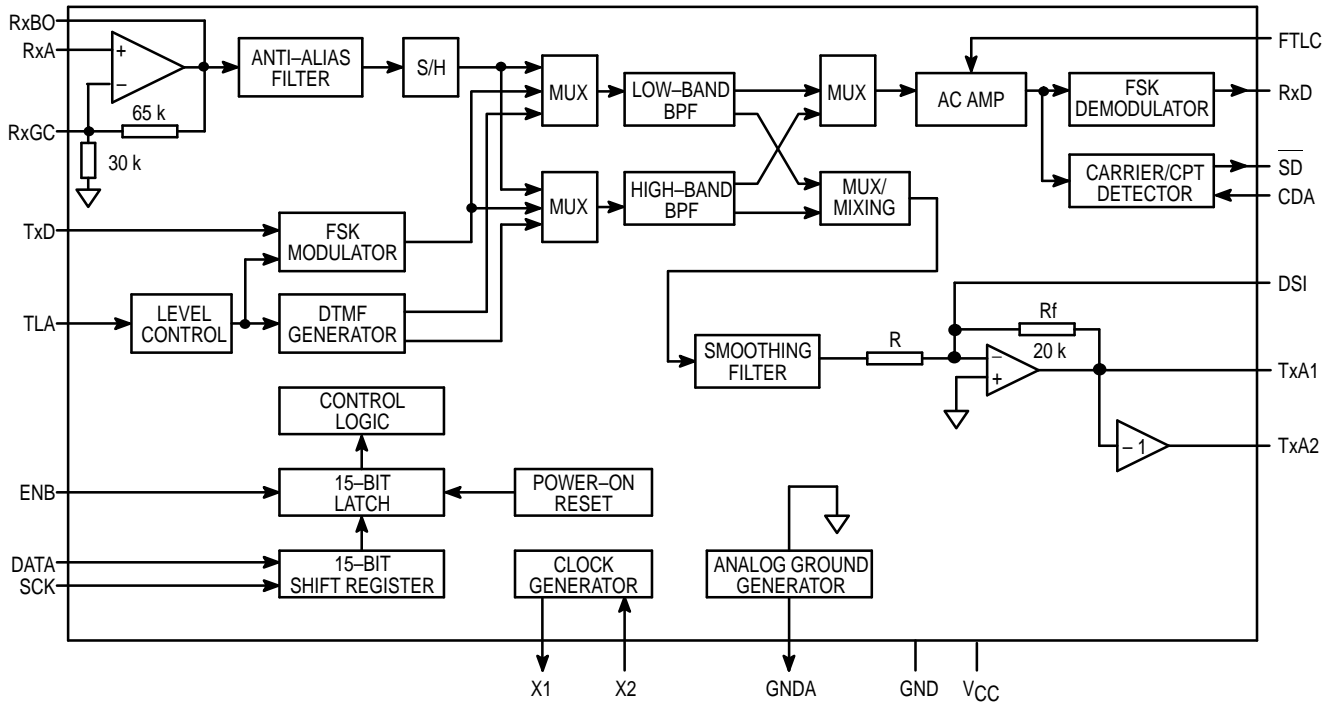 RxBO
RxA
RxGC
+
–
65 k
30 k
ANTI–ALIAS
FILTER
S/H
MUX
LOW–BAND
BPF
MUX
AC AMP
FSK
DEMODULATOR
FTLC
RxD
CARRIER/CPT
DETECTOR
SD
CDA
MUX
HIGH–BAND
BPF
MUX/
MIXING
TxD
FSK
MODULATOR
TLA
LEVEL
CONTROL
DTMF
GENERATOR
SMOOTHING
FILTER
R
Rf
20 k
–
+
DSI
TxA1
– 1
TxA2
CONTROL
LOGIC
ENB
15–BIT
LATCH
POWER–ON
RESET
DATA
SCK
15–BIT
SHIFT REGISTER
CLOCK
GENERATOR
ANALOG GROUND
GENERATOR
X1
X2
GNDA
GND
VCC